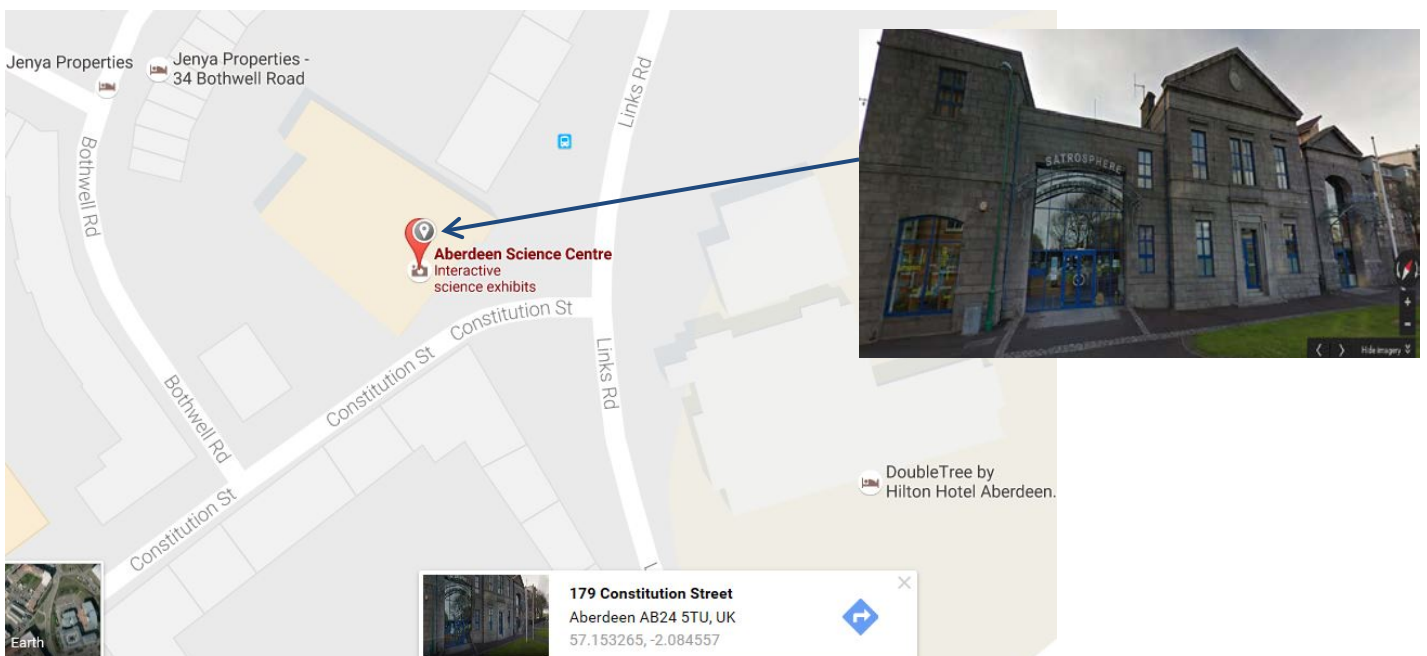 Jenya Properties
Jenya Properties -
34 Bothwell Road
Links Rd
Bothwell Rd
SATROSPHERE
Aberdeen Science Centre
Interactive
science exhibits
Constitution St
Constitution St
Links Rd
Bothwell Rd
Hide imagery
DoubleTree by
Hilton Hotel Aberdeen.
Constitution St
L
179 Constitution Street
Aberdeen AB24 5TU, UK
57.153265, -2.084557
Earth